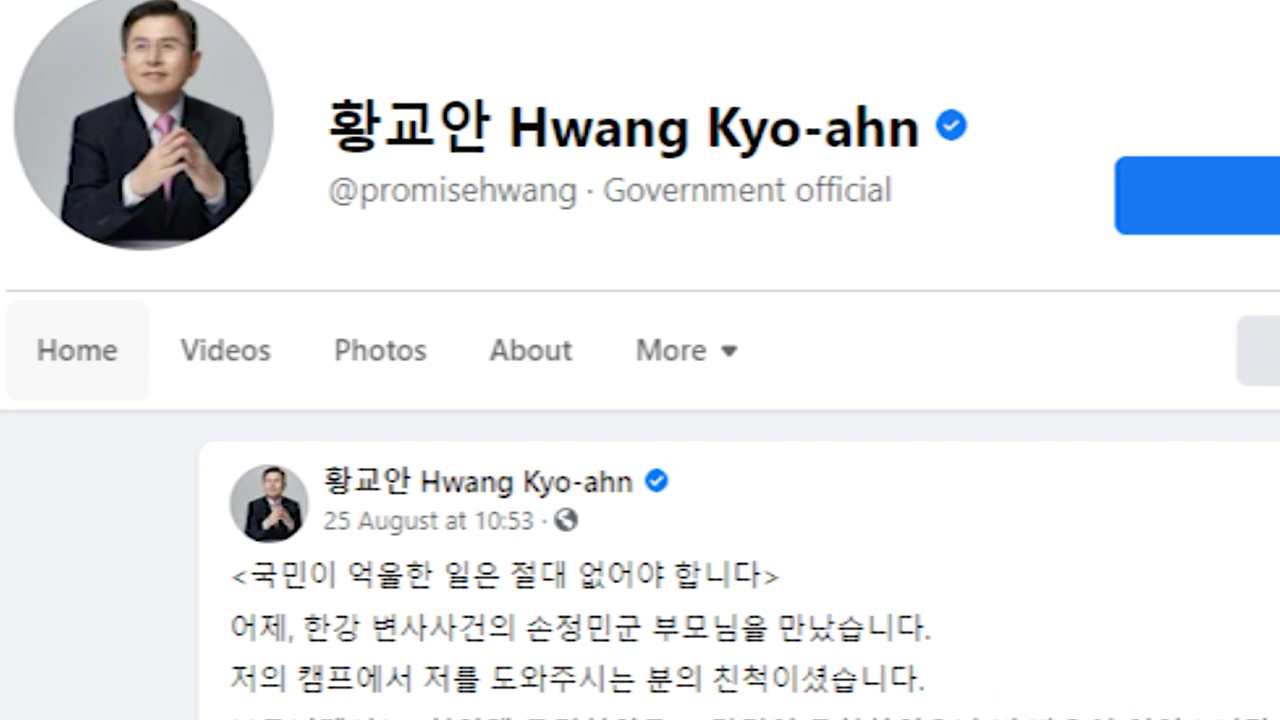 황교안 Hwang Kyo-ahn
@promisehwang · Government official
Home Videos Photos About More
황교안 Hwang Kyo-ahn
25 August at 10:53 ·
<국민이 억울한 일은 절대 없어야 합니다>
어제, 한강 변사사건의 손정민군 부모님을 만났습니다.
저의 캠프에서 저를 도와주시는 분의 친척이셨습니다.